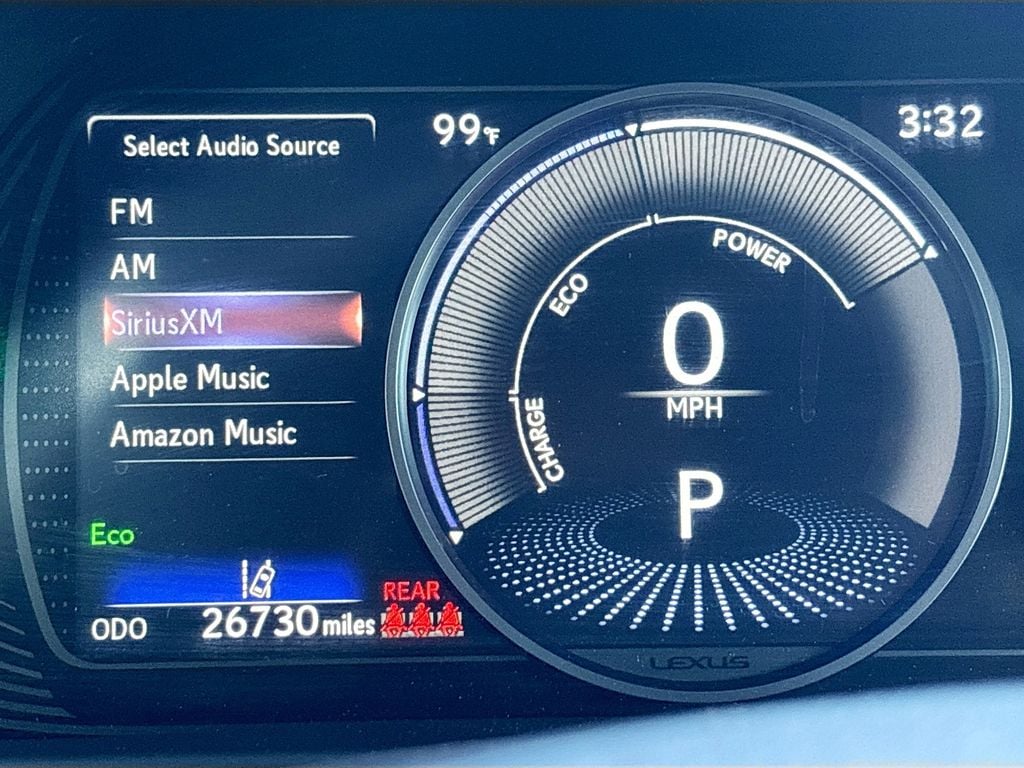 Select Audio Source
99°F
3:32
FM
AM
SiriusXM
Apple Music
Amazon Music
POWER
ECO
CHARGE
0
MPH
P
Eco
REAR
ODO 26730 miles
LEXUS